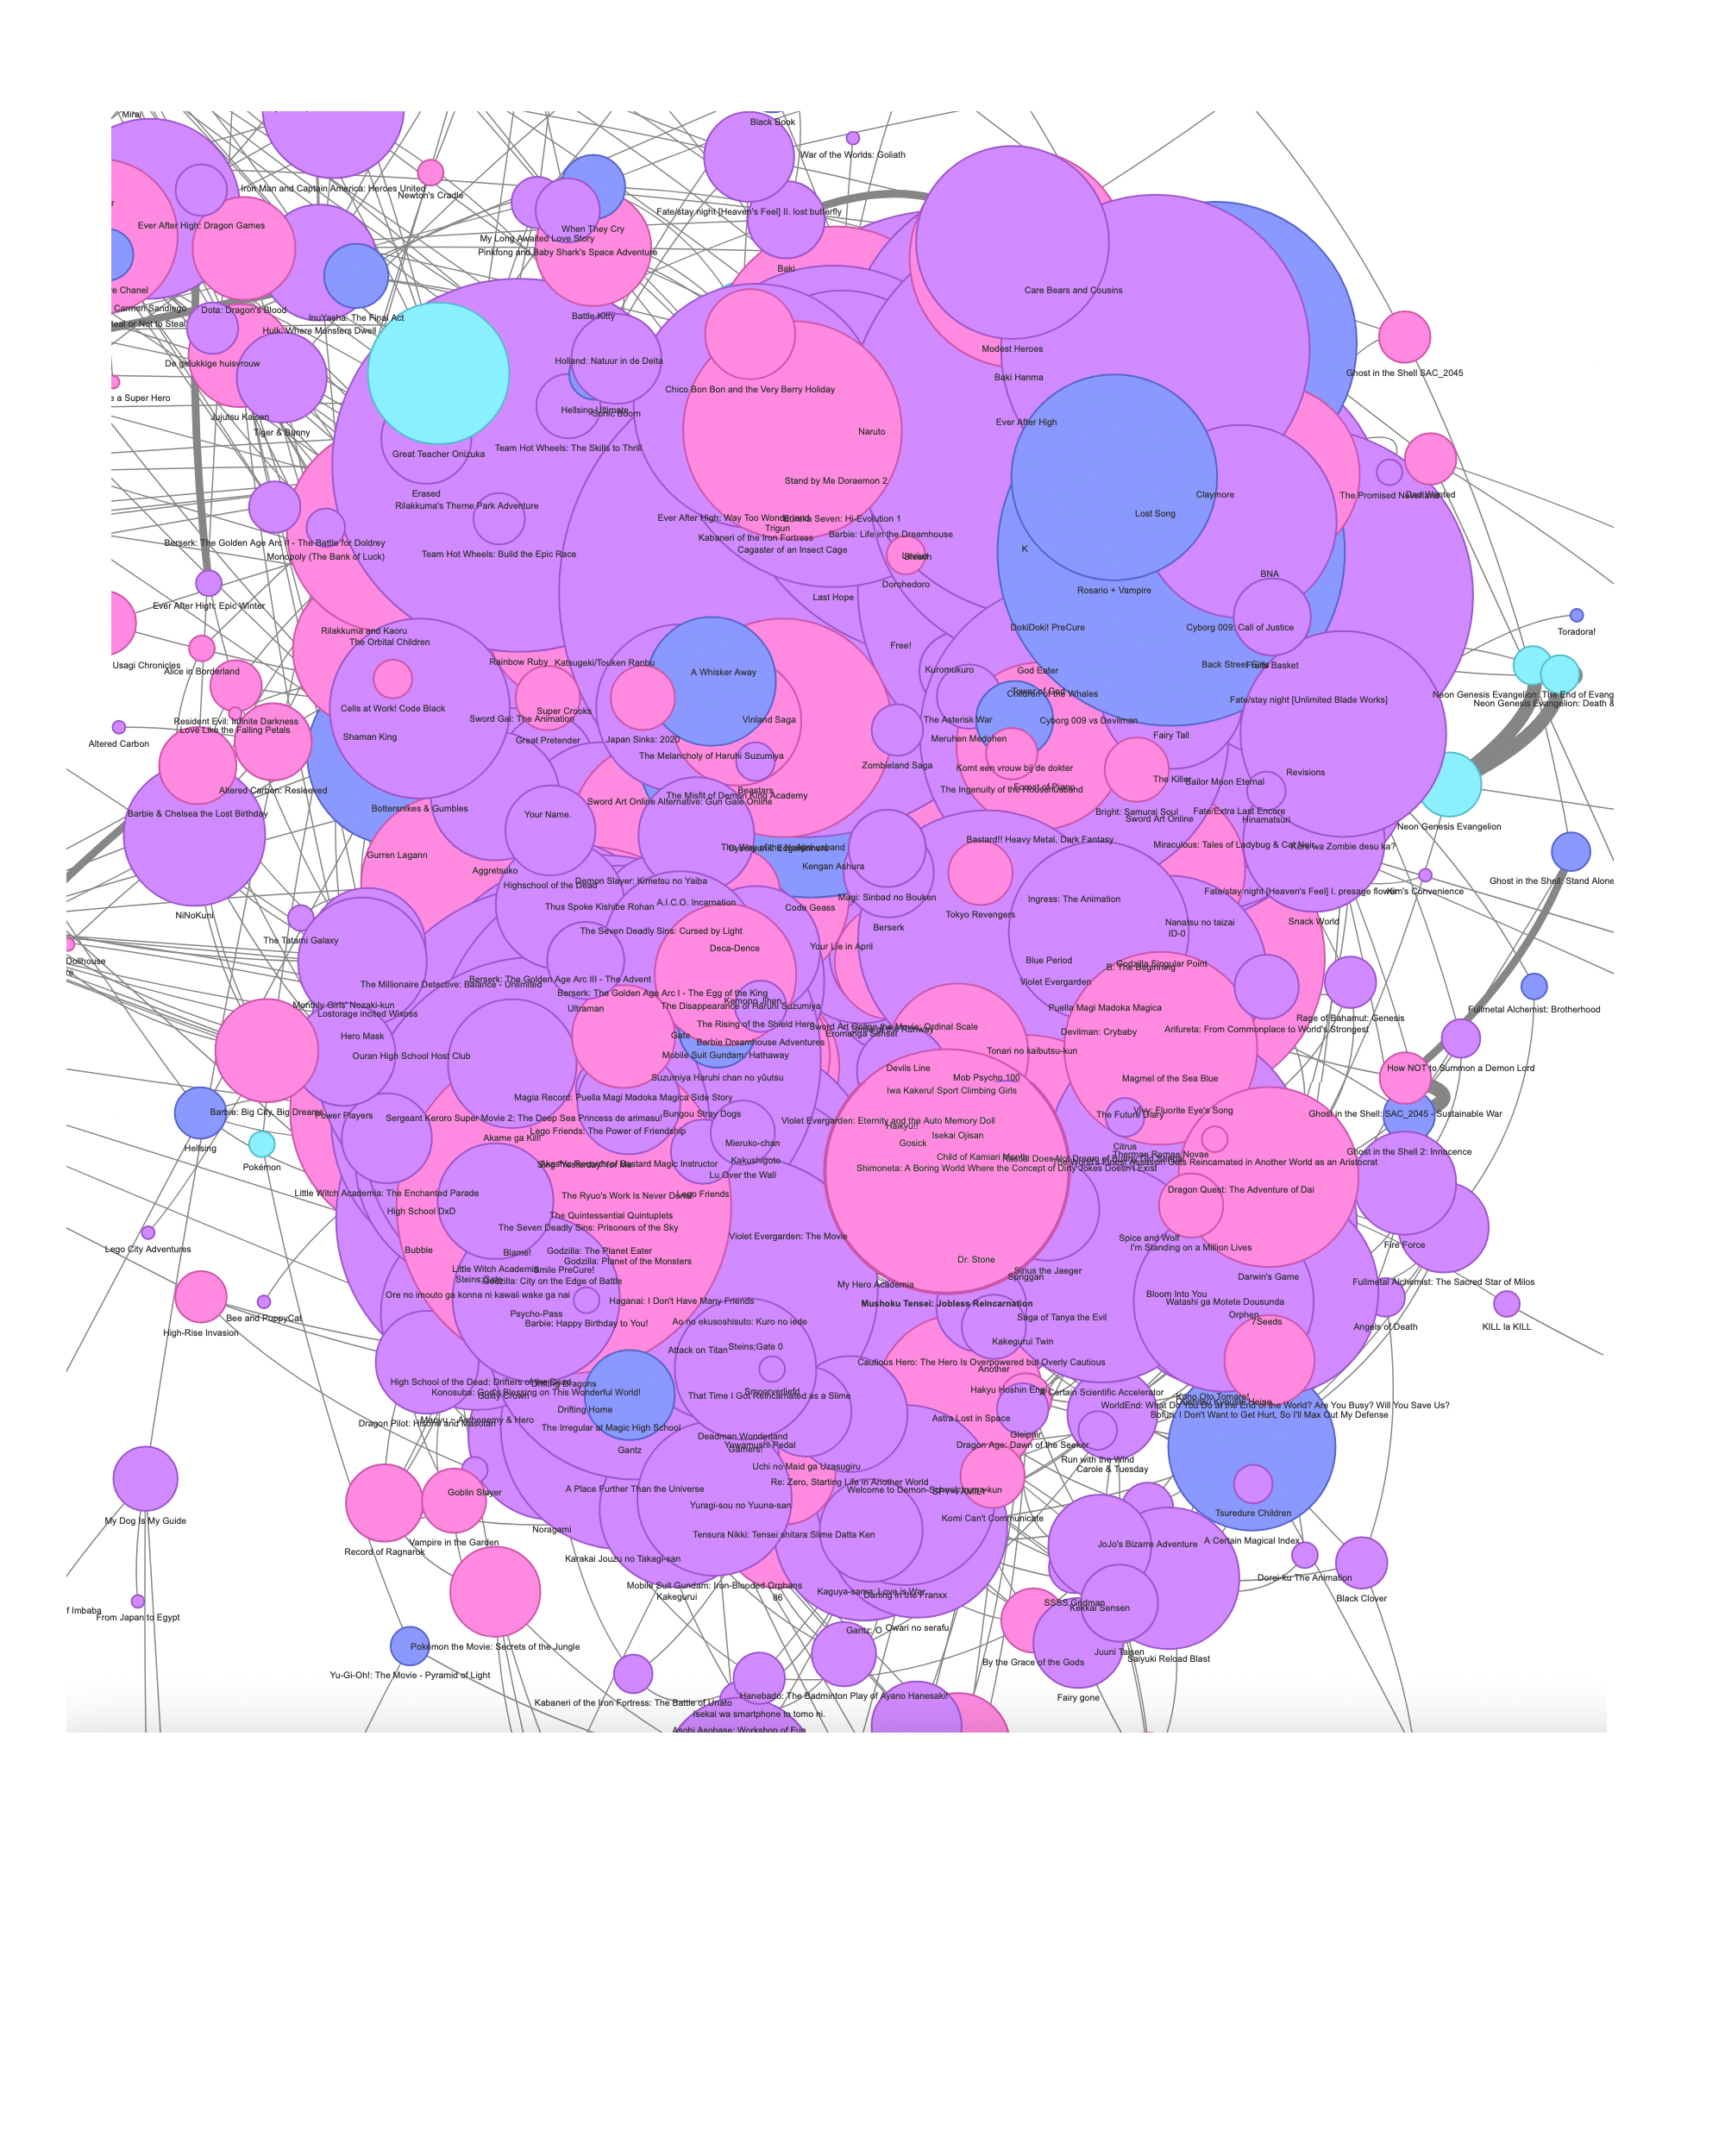 Mira
Black Book
War of the Worlds: Goliath
Iron Man and Captain America: Heroes United
Newton's Cradle
Fate/stay night [Heaven's Feel] II. lost butterfly
Ever After High: Dragon Games
When They Cry
My Long Awaited Love Story
Pinkfong and Baby Shark's Space Adventure
Baki
re Chanel
Care Bears and Cousins
Carmen Sandiego
Dota: Dragon's Blood
InuYasha: The Final Act
Battle Kitty
teal or Not to Steal
Hulk: Where Monsters Dwell
Modest Heroes
De gelukkige huisvrouw
Holland: Natuur in de Delta
Ghost in the Shell SAC_2045
Baki Hanma
Chico Bon Bon and the Very Berry Holiday
e a Super Hero
Hellsing Ultimate
Sonic Boom
Jujutsu Kaisen
Ever After High
Tiger & Bunny
Naruto
Team Hot Wheels: The Skills to Thrill
Great Teacher Onizuka
Stand by Me Doraemon 2
Erased
Claymore
The Promised Neverland
Rilakkuma's Theme Park Adventure
Lost Song
Ever After High: Way Too Wonderland
Eureka Seven: Hi-Evolution 1
Trigun
Kabaneri of the Iron Fortress
Barbie: Life in the Dreamhouse
Berserk: The Golden Age Arc II - The Battle for Doldrey
Cagaster of an Insect Cage
K
Monopoly (The Bank of Luck)
Team Hot Wheels: Build the Epic Race
Bleach
BNA
Dorohedoro
Rosario + Vampire
Last Hope
Ever After High: Epic Winter
Rilakkuma and Kaoru
DokiDoki! PreCure
Cyborg 009: Call of Justice
Toradora!
The Orbital Children
Free!
Usagi Chronicles
Alice in Borderland
Rainbow Ruby
Katsugeki/Touken Ranbu
A Whisker Away
Kuromukuro
God Eater
Back Street Girls
Fruits Basket
Tower of God
Children of the Whales
Neon Genesis Evangelion: The End of Evang
Fate/stay night [Unlimited Blade Works]
Neon Genesis Evangelion: Death &
Cells at Work! Code Black
Super Crooks
Sword Gai: The Animation
Vinland Saga
The Asterisk War
Cyborg 009 vs Devilman
Resident Evil: Infinite Darkness
Love Like the Falling Petals
Shaman King
Great Pretender
Japan Sinks: 2020
Meruhen Medohen
Fairy Tail
Altered Carbon
The Melancholy of Haruhi Suzumiya
Zombieland Saga
Komt een vrouw bij de dokter
Revisions
The Killer
Sailor Moon Eternal
Altered Carbon: Resleeved
Beastars
The Misfit of Demon King Academy
The Ingenuity of the Househusband
Forest of Piano
Sword Art Online Alternative: Gun Gale Online
Bottersnikes & Gumbles
Barbie & Chelsea the Lost Birthday
Your Name.
Bright: Samurai Soul
Fate/Extra Last Encore
Sword Art Online
Hinamatsuri
Neon Genesis Evangelion
Bastard!! Heavy Metal, Dark Fantasy
Miraculous: Tales of Ladybug & Cat Noir
Kore wa Zombie desu ka?
The Way of the Househusband
Gurren Lagann
Kengan Ashura
Aggretsuko
Ghost in the Shell: Stand Alone
Demon Slayer: Kimetsu no Yaiba
Highschool of the Dead
Fate/stay night [Heaven's Feel] I. presage flower
Kim's Convenience
Magi: Sinbad no Bouken
Ingress: The Animation
A.I.C.O. Incarnation
Thus Spoke Kishibe Rohan
Code Geass
NiNoKuni
Tokyo Revengers
Snack World
Nanatsu no taizai
Berserk
The Seven Deadly Sins: Cursed by Light
ID-0
The Tatami Galaxy
Deca-Dence
Your Lie in April
Dollhouse
Blue Period
Godzilla Singular Point
B: The Beginning
re
Berserk: The Golden Age Arc III - The Advent
Violet Evergarden
The Millionaire Detective: Balance - Unlimited
Berserk: The Golden Age Arc I - The Egg of the King
Kemono Jihen
Monthly Girls' Nozaki-kun
The Disappearance of Haruhi Suzumiya
Puella Magi Madoka Magica
Fullmetal Alchemist: Brotherhood
Ultraman
Lostorage incited Wixoss
Rage of Bahamut: Genesis
The Rising of the Shield Hero
Sword Art Online the Movie: Ordinal Scale
Arifureta: From Commonplace to World's Strongest
Devilman: Crybaby
Eromanga Sensei
Hero Mask
Gate
Barbie Dreamhouse Adventures
Tonari no kaibutsu-kun
Ouran High School Host Club
Mobile Suit Gundam: Hathaway
Devils Line
How NOT to Summon a Demon Lord
Suzumiya Haruhi chan no yûutsu
Mob Psycho 100
Magmel of the Sea Blue
Iwa Kakeru! Sport Climbing Girls
Magia Record: Puella Magi Madoka Magica Side Story
Barbie: Big City, Big Dreams
Power Players
Bungou Stray Dogs
The Future Diary
Vivy: Fluorite Eye's Song
Ghost in the Shell: SAC_2045 - Sustainable War
Sergeant Keroro Super Movie 2: The Deep Sea Princess de arimasu!
Violet Evergarden: Eternity and the Auto Memory Doll
Haikyu!!
Lego Friends: The Power of Friendship
Akame ga Kill!
Isekai Ojisan
Gosick
Mieruko-chan
Citrus
Hellsing
Ghost in the Shell 2: Innocence
Thermae Romae Novae
Child of Kamiari Month
Kakushigoto
Pokémon
Shimoneta: A Boring World Where the Concept of Dirty Jokes Doesn't Exist
Lu Over the Wall
Little Witch Academia: The Enchanted Parade
Lego Friends
Dragon Quest: The Adventure of Dai
The Ryuo's Work Is Never Done!
High School DxD
The Quintessential Quintuplets
The Seven Deadly Sins: Prisoners of the Sky
Violet Evergarden: The Movie
Spice and Wolf
Fire Force
Lego City Adventures
Bubble
Blame!
Godzilla: The Planet Eater
I'm Standing on a Million Lives
Godzilla: Planet of the Monsters
Dr. Stone
Little Witch Academia
Smile PreCure!
Sirius the Jaeger
Spriggan
Darwin's Game
Steins;Gate
Godzilla: City on the Edge of Battle
My Hero Academia
Fullmetal Alchemist: The Sacred Star of Milos
Ore no imouto ga konna ni kawaii wake ga nai
Bloom Into You
Haganai: I Don't Have Many Friends
Mushoku Tensei: Jobless Reincarnation
Watashi ga Motete Dousunda
Psycho-Pass
Orphen
Bee and PuppyCat
Saga of Tanya the Evil
Barbie: Happy Birthday to You!
Ao no ekusoshisuto: Kuro no iede
7Seeds
Angels of Death
KILL la KILL
High-Rise Invasion
Kakegurui Twin
Steins;Gate 0
Attack on Titan
Cautious Hero: The Hero Is Overpowered but Overly Cautious
Another
High School of the Dead: Drifters of the Dead
Drifting Dragons
Hakyu Hoshin Engi
A Certain Scientific Accelerator
Konosuba: God's Blessing on This Wonderful World!
Guilty Crown
Smoorverliefd
That Time I Got Reincarnated as a Slime
Kono Oto Tomare!
WorldEnd: What Do You Do at the End of the World? Are You Busy? Will You Save Us?
Drifting Home
Bofuri: I Don't Want to Get Hurt, So I'll Max Out My Defense
Astra Lost in Space
Dragon Pilot: Hisone and Masotan
The Irregular at Magic High School
Gleipnir
Deadman Wonderland
Yowamushi Pedal
Dragon Age: Dawn of the Seeker
Gantz
Gamers!
Run with the Wind
Uchi no Maid ga Uzasugiru
Carole & Tuesday
Re: Zero, Starting Life in Another World
A Place Further Than the Universe
Goblin Slayer
Welcome to Demon-School, Iruma-kun
Yuragi-sou no Yuuna-san
Tsuredure Children
My Dog Is My Guide
Komi Can't Communicate
Noragami
Tensura Nikki: Tensei shitara Slime Datta Ken
Vampire in the Garden
A Certain Magical Index
JoJo's Bizarre Adventure
Record of Ragnarok
Karakai Jouzu no Takagi-san
Dorei-ku The Animation
Mobile Suit Gundam: Iron-Blooded Orphans
Kaguya-sama: Love is War
Darling in the Franxx
Kakegurui
86
Black Clover
SSSS.Gridman
Kekkai Sensen
f Imbaba
From Japan to Egypt
Gantz: O
Owari no serafu
Pokémon the Movie: Secrets of the Jungle
Juuni Taisen
Saiyuki Reload Blast
By the Grace of the Gods
Yu-Gi-Oh!: The Movie - Pyramid of Light
Hanebado: The Badminton Play of Ayano Hanesaki!
Fairy gone
Kabaneri of the Iron Fortress: The Battle of Unato
Isekai wa smartphone to tomo ni.
Asobi Asobase: Workshop of Fun